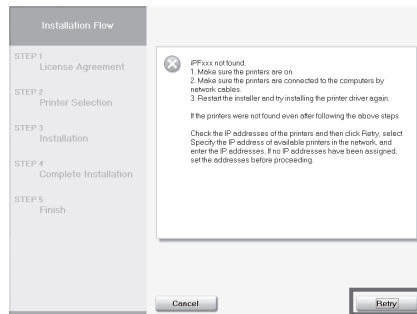 Installation Flow
STEP 1
License Agreement
STEP 2
Printer Selection
STEP 3
Installation
STEP 4
Complete Installation
STEP 5
Finish
iPFxxx not found.
1. Make sure the printers are on.
2. Make sure the printers are connected to the computers by
network cables.
3. Restart the installer and try installing the printer driver again.
If the printers were not found even after following the above steps
Check the IP addresses of the printers and then click Retry, select
Specify the IP address of available printers in the network, and
enter the IP addresses. If no IP addresses have been assigned,
set the addresses before proceeding.
Cancel
Retry